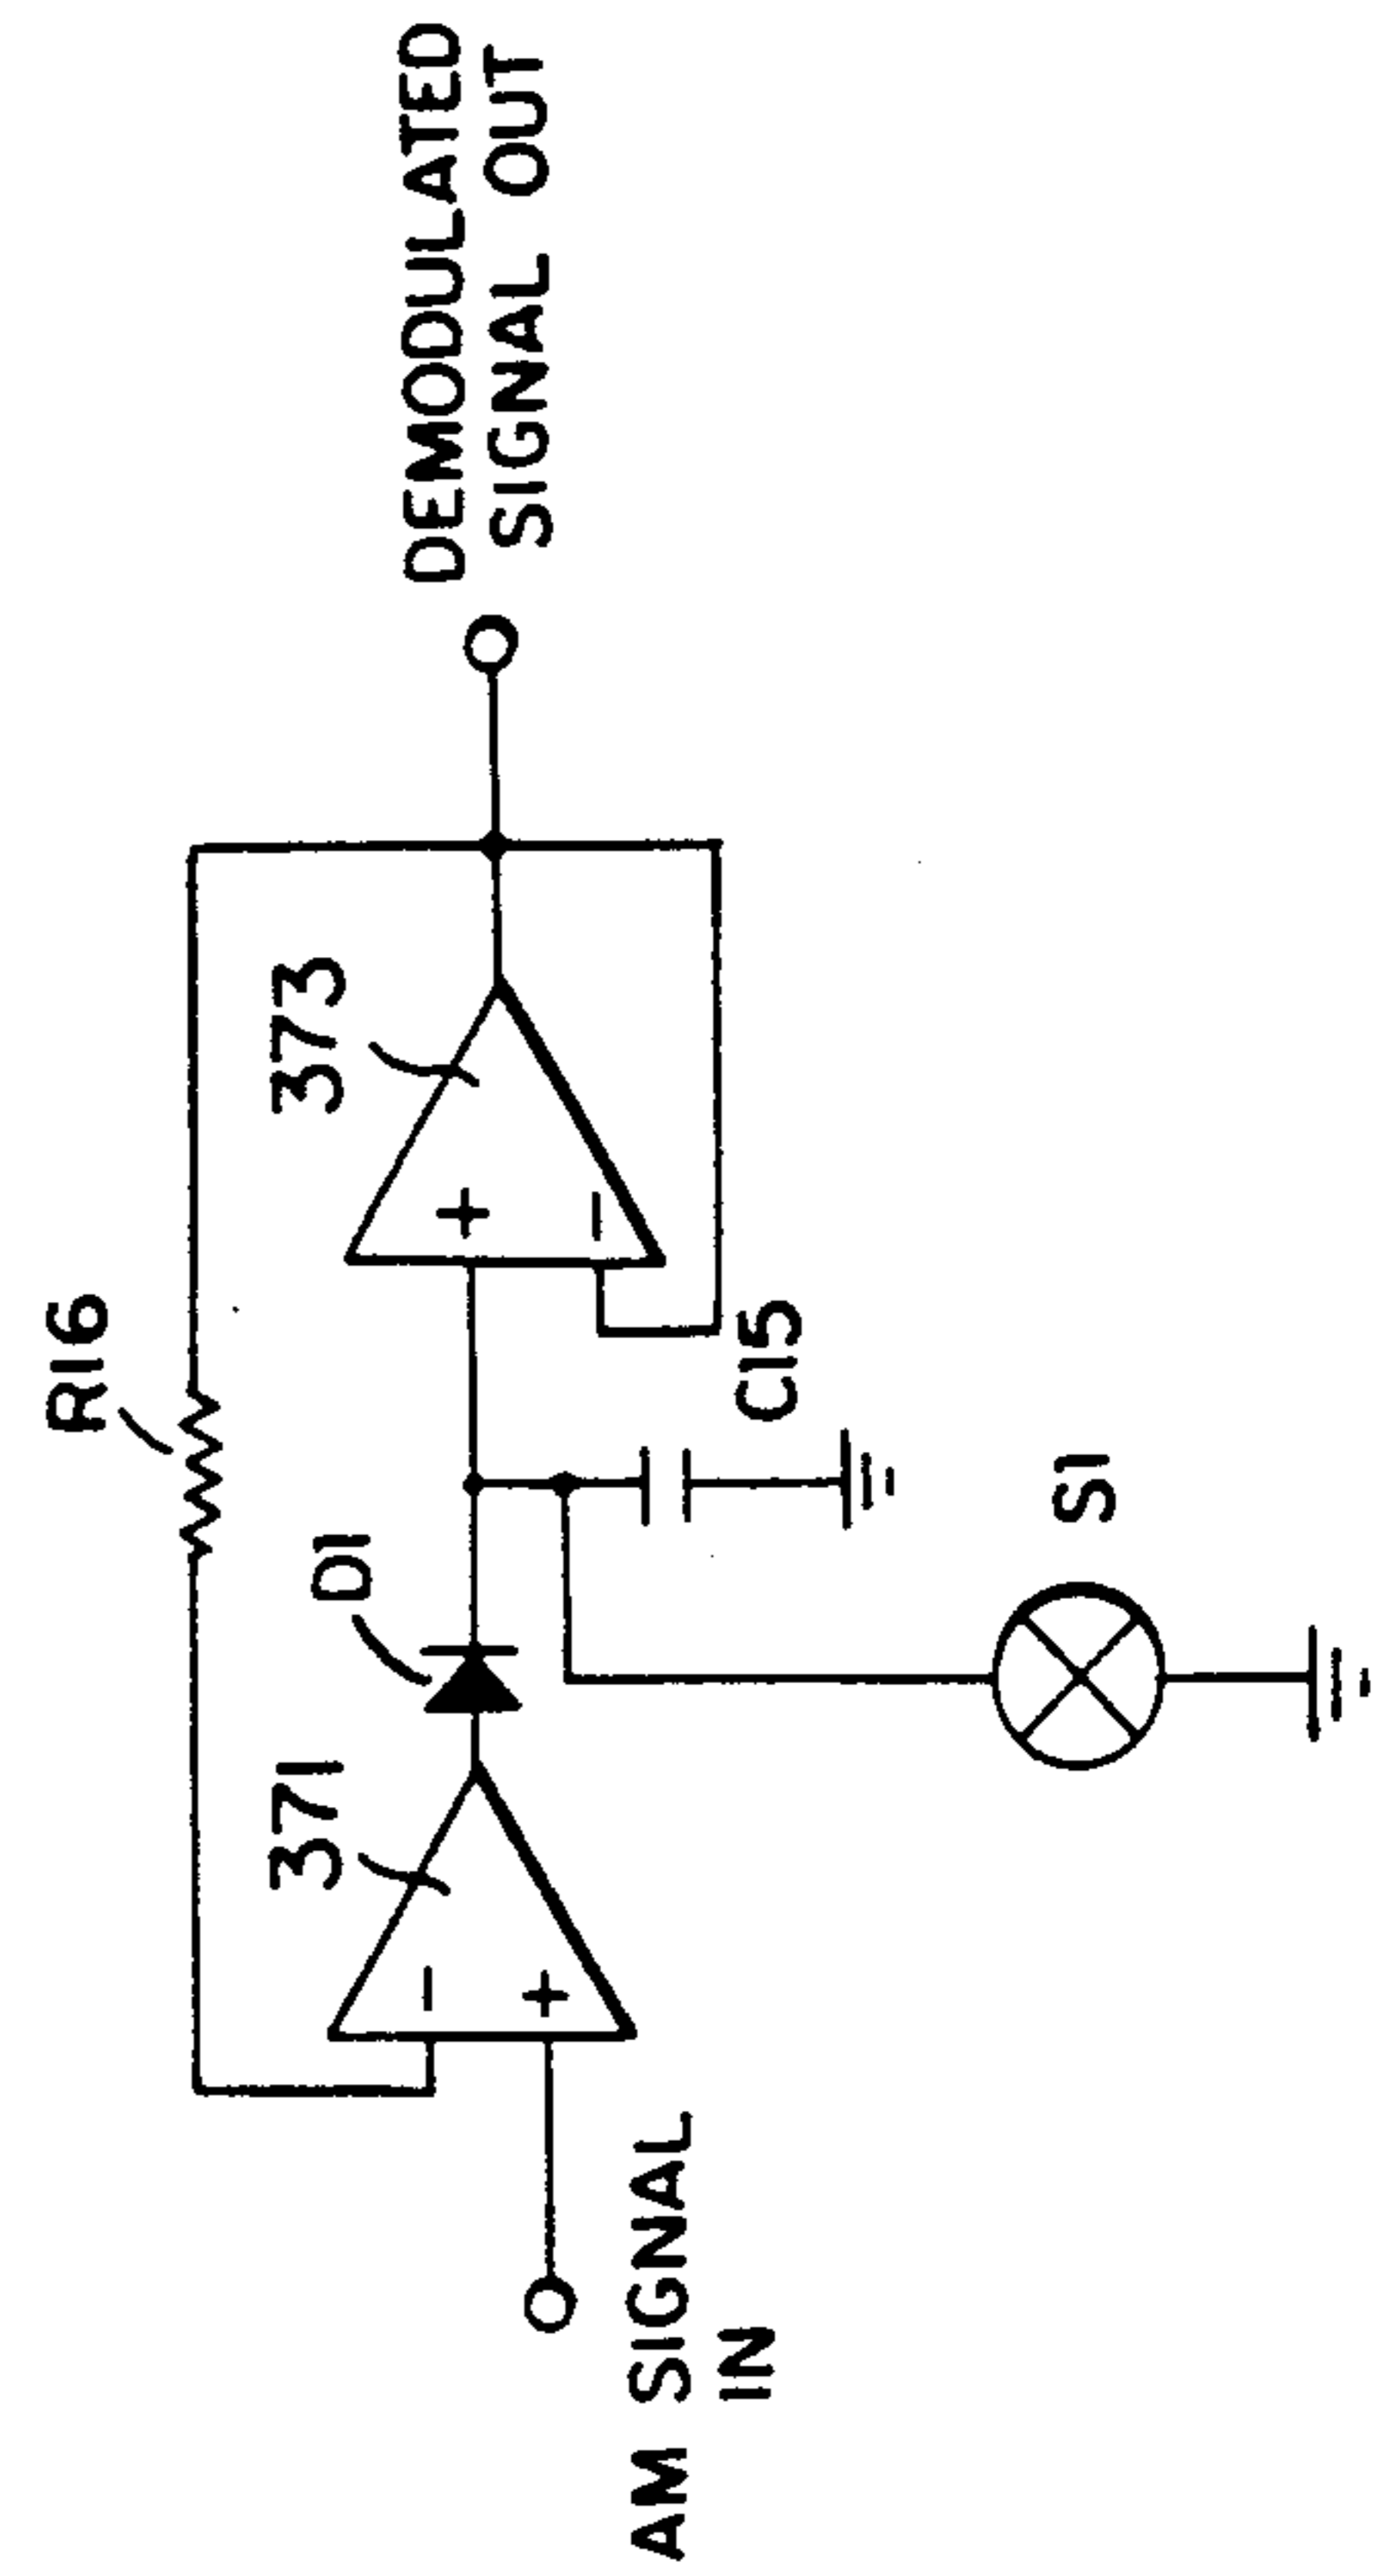 R16
371
D1
373
-
+
+
-
DEMODULATED
SIGNAL OUT
AM SIGNAL
IN
C15
S1